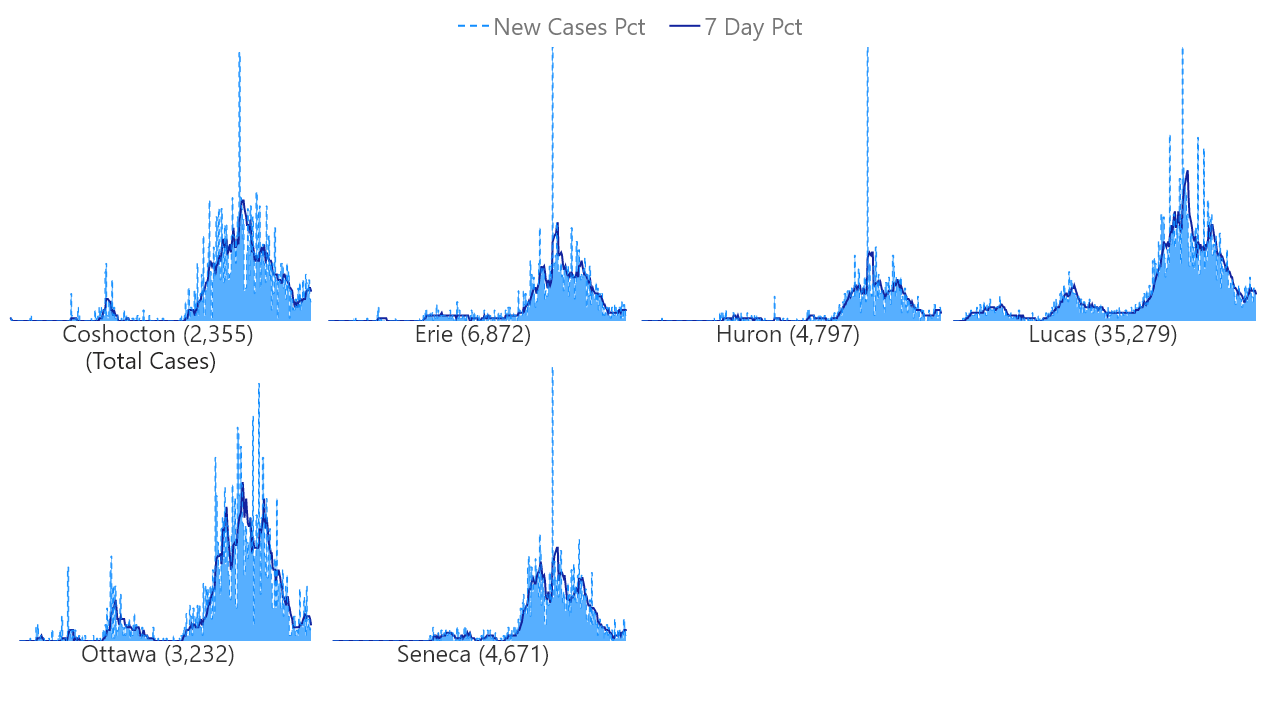 New Cases Pct 7 Day Pct
Coshocton (2,355) Erie (6,872) Huron (4,797) Lucas (35,279)
(Total Cases)
Ottawa (3,232) Seneca (4,671)